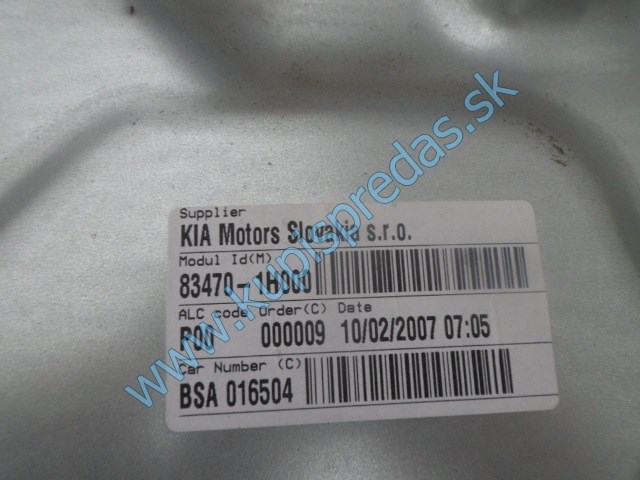 Supplier
KIA Motors Slovakia s.r.o.
Modul Id(M)
83470-1H000
ALC code Order(C) Date
R00 000009 10/02/2007 07:05
Car Number (C)
BSA 016504
www.kupispredas.sk